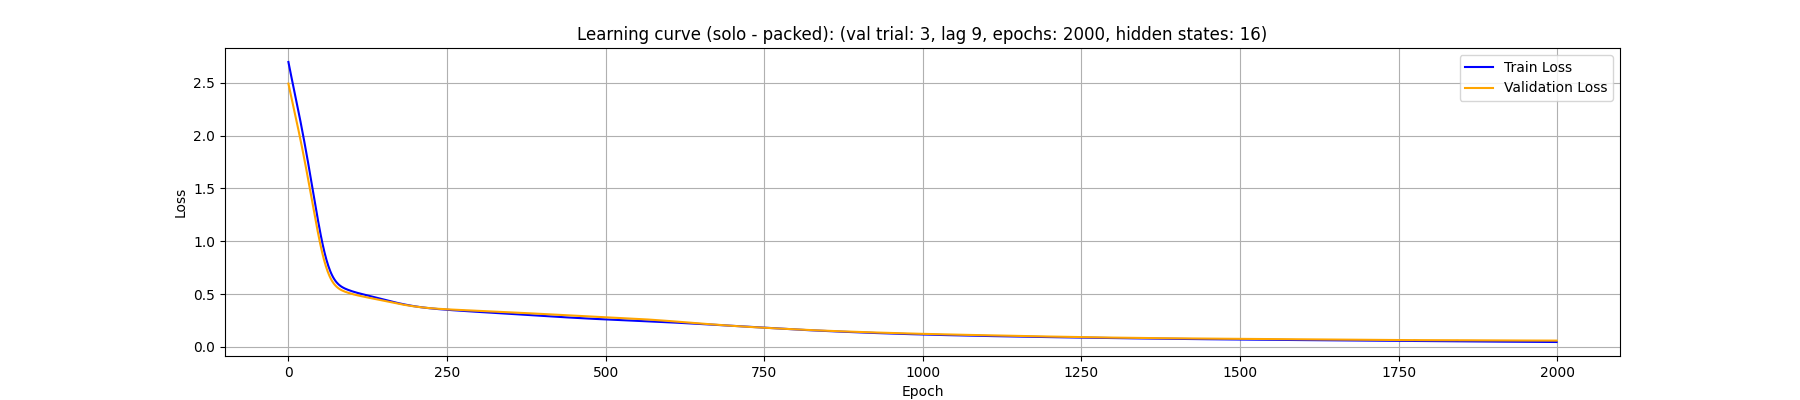 Learning curve (solo - packed): (val trial: 3, lag 9, epochs: 2000, hidden states: 16)
Train Loss
Validation Loss
Loss
2.5
2.0
1.5
1.0
0.5
0.0
0 250 500 750 1000 1250 1500 1750 2000
Epoch